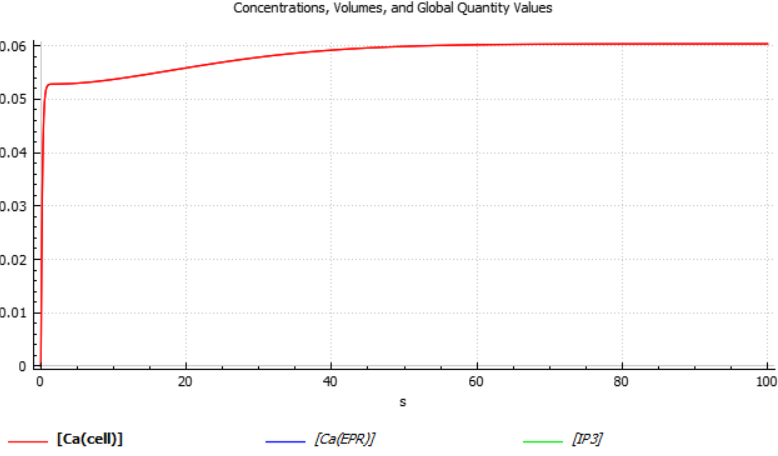 Concentrations, Volumes, and Global Quantity Values
0.06
0.05
0.04
0.03
0.02
0.01
0
0 20 40 60 80 100
s
[Ca(cell)] [Ca(EPR)] [IP3]